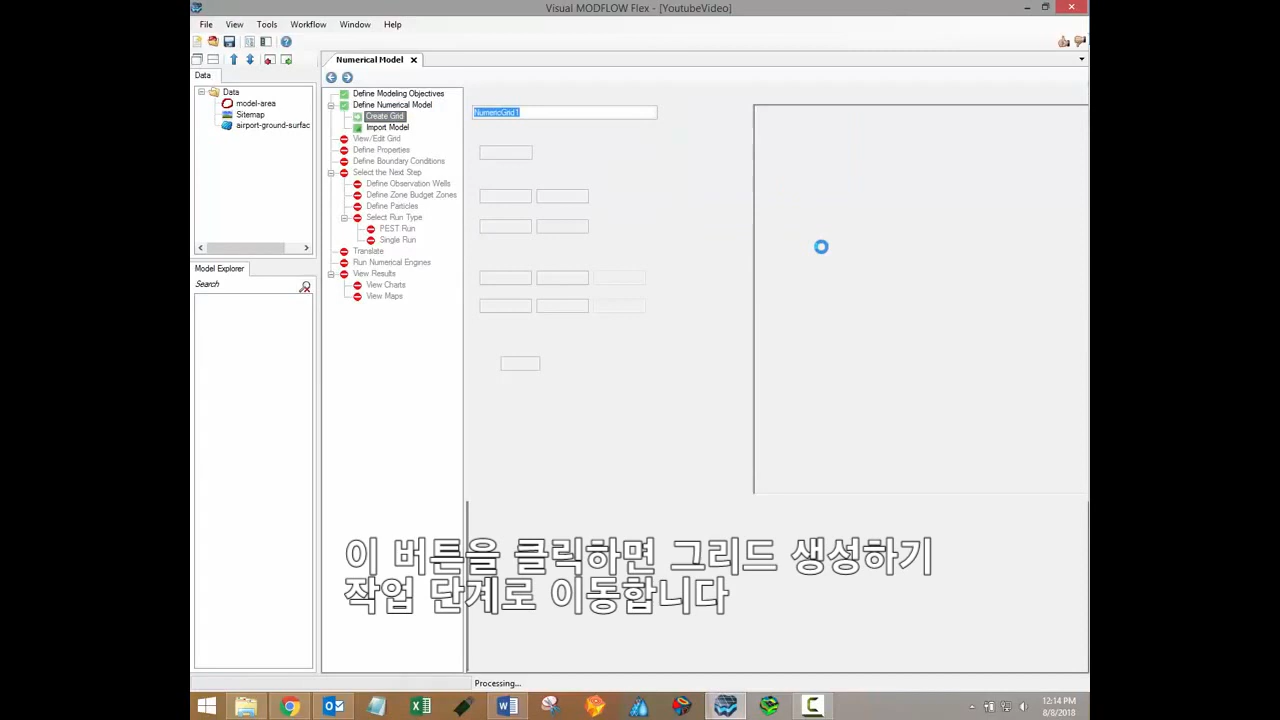 Visual MODFLOW Flex - [YoutubeVideo]
File View Tools Workflow Window Help
Data
Data
model-area
Sitemap
airport-ground-surfac
Model Explorer
Search
Numerical Model
Define Modeling Objectives
Define Numerical Model
Create Grid
Import Model
View/Edit Grid
Define Properties
Define Boundary Conditions
Select the Next Step
Define Observation Wells
Define Zone Budget Zones
Define Particles
Select Run Type
PEST Run
Single Run
Translate
Run Numerical Engines
View Results
View Charts
View Maps
NumericGrid1
이 버튼을 클릭하면 그리드 생성하기
작업 단계로 이동합니다
Processing...
12:14 PM
8/8/2018